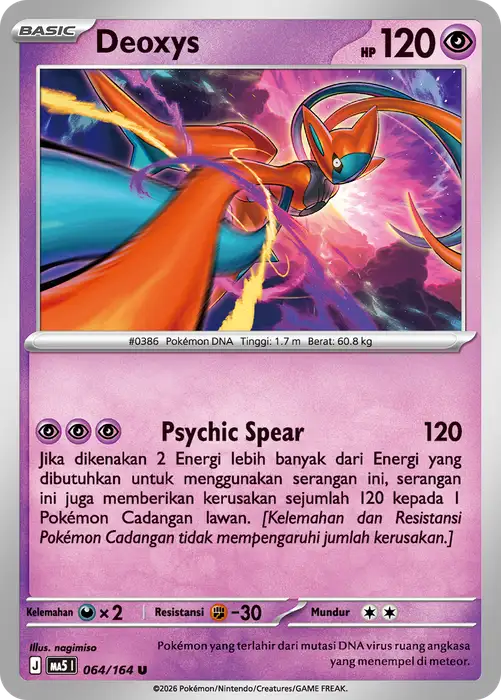 BASIC
Deoxys
HP 120
#0386 Pokémon DNA Tinggi: 1.7 m Berat: 60.8 kg
Psychic Spear 120
Jika dikenakan 2 Energi lebih banyak dari Energi yang
dibutuhkan untuk menggunakan serangan ini, serangan
ini juga memberikan kerusakan sejumlah 120 kepada 1
Pokémon Cadangan lawan. [Kelemahan dan Resistansi
Pokémon Cadangan tidak mempengaruhi jumlah kerusakan.]
Kelemahan ×2 Resistansi -30 Mundur
Illus. nagimiso
J MA5 I 064/164 U
Pokémon yang terlahir dari mutasi DNA virus ruang angkasa
yang menempel di meteor.
©2026 Pokémon/Nintendo/Creatures/GAME FREAK.